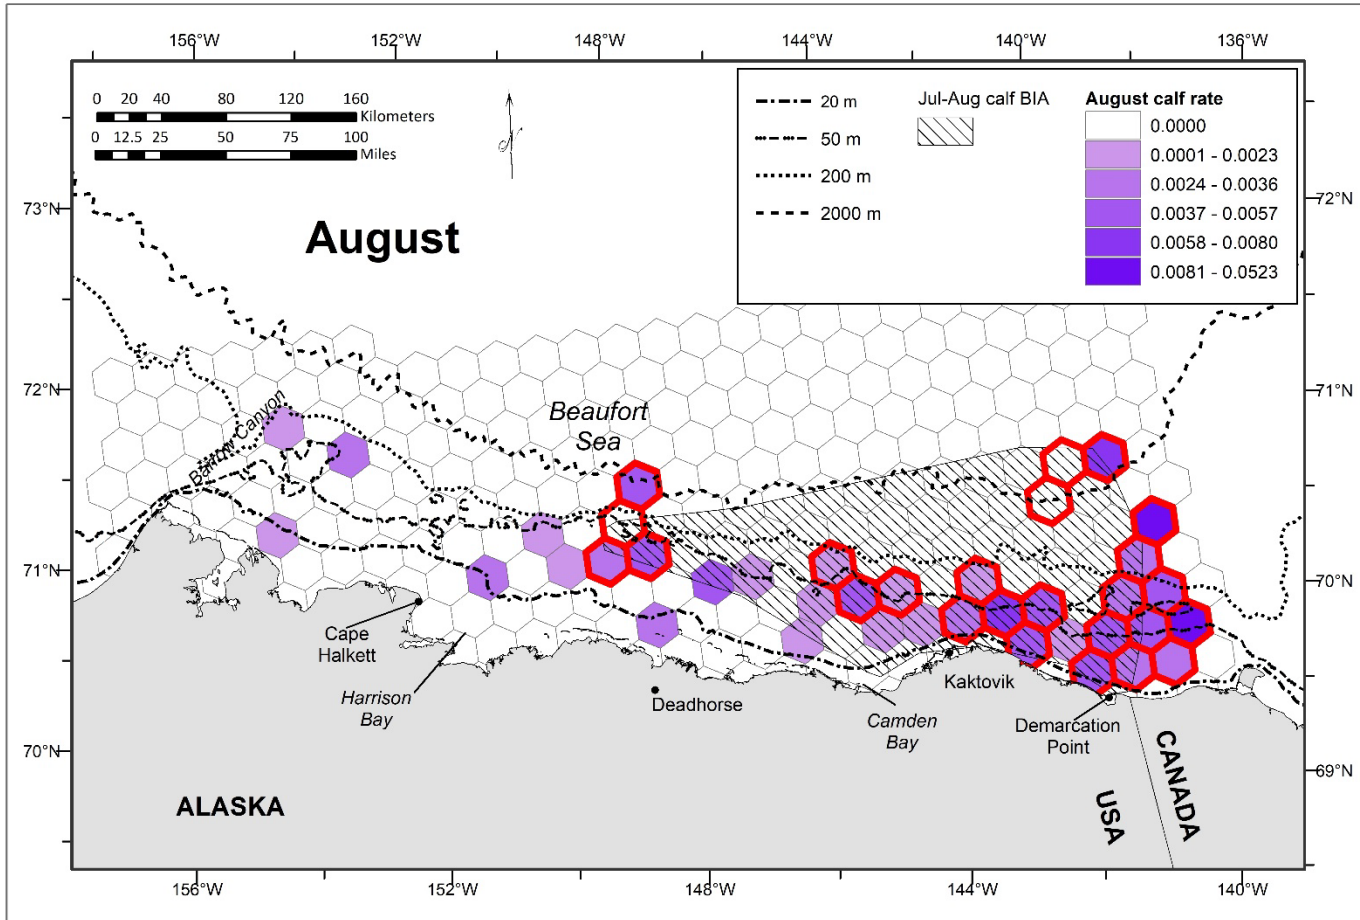 156°W 152°W 148°W 144°W 140°W 136°W
0 20 40 80 120 160
Kilometers
0 12.5 25 50 75 100
Miles
20 m
50 m
200 m
2000 m
Jul-Aug calf BIA
August calf rate
0.0000
0.0001 - 0.0023
0.0024 - 0.0036
0.0037 - 0.0057
0.0058 - 0.0080
0.0081 - 0.0523
N
73°N
72°N
August
72°N
71°N
Barrow Canyon
Beaufort
Sea
71°N
70°N
Cape
Halkett
Harrison
Bay
Deadhorse
Camden
Bay
Kaktovik
Demarcation
Point
70°N
69°N
ALASKA
USA
CANADA
156°W 152°W 148°W 144°W 140°W